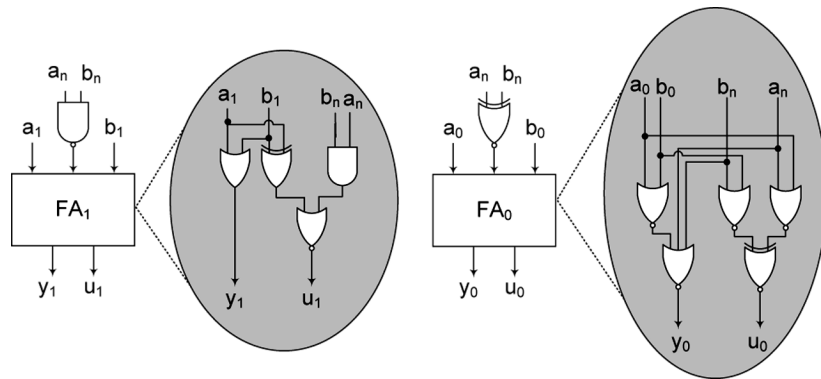 aₙ bₙ
a₁ b₁
FA₁
y₁ u₁
a₁ b₁ bₙ aₙ
y₁ u₁
aₙ bₙ
a₀ b₀
FA₀
y₀ u₀
a₀ b₀ bₙ aₙ
y₀ u₀